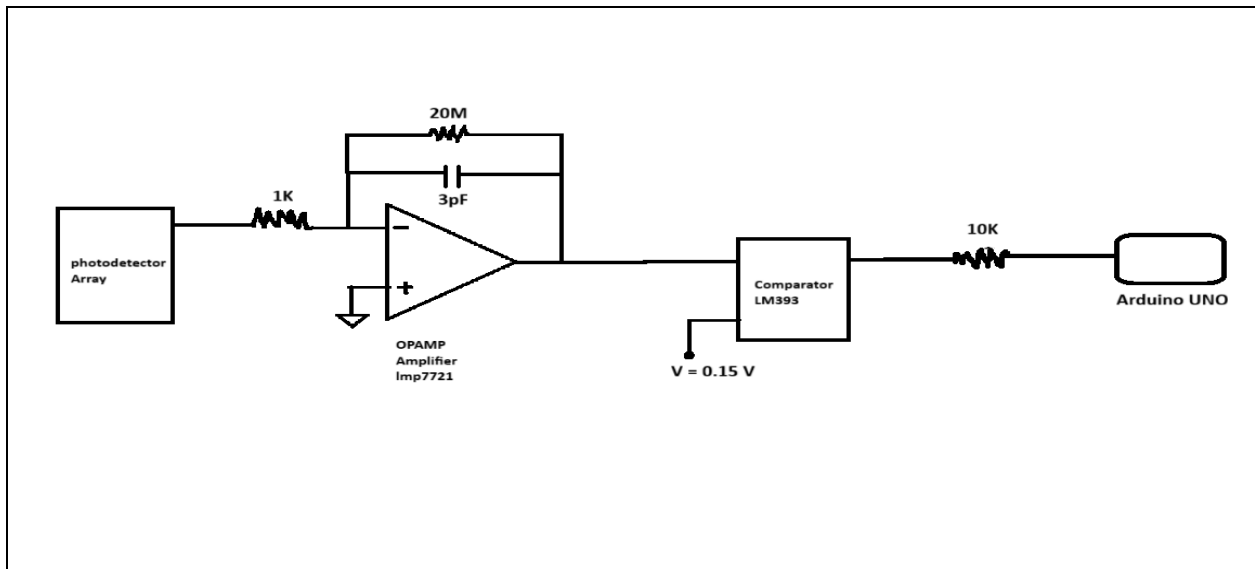 20M
3pF
1K
photodetector
Array
−
+
OPAMP
Amplifier
lmp7721
Comparator
LM393
V = 0.15 V
10K
Arduino UNO